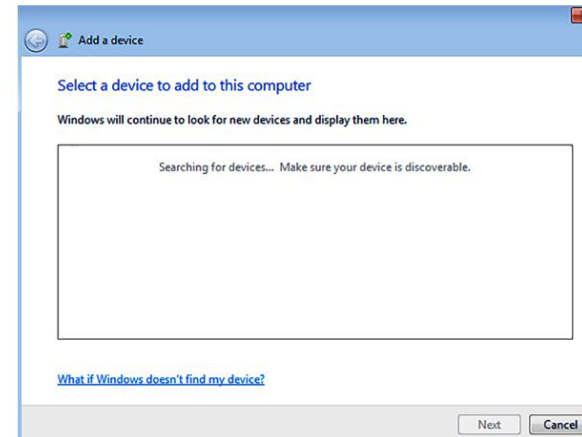 Add a device
Select a device to add to this computer
Windows will continue to look for new devices and display them here.
Searching for devices... Make sure your device is discoverable.
What if Windows doesn't find my device?
Next Cancel